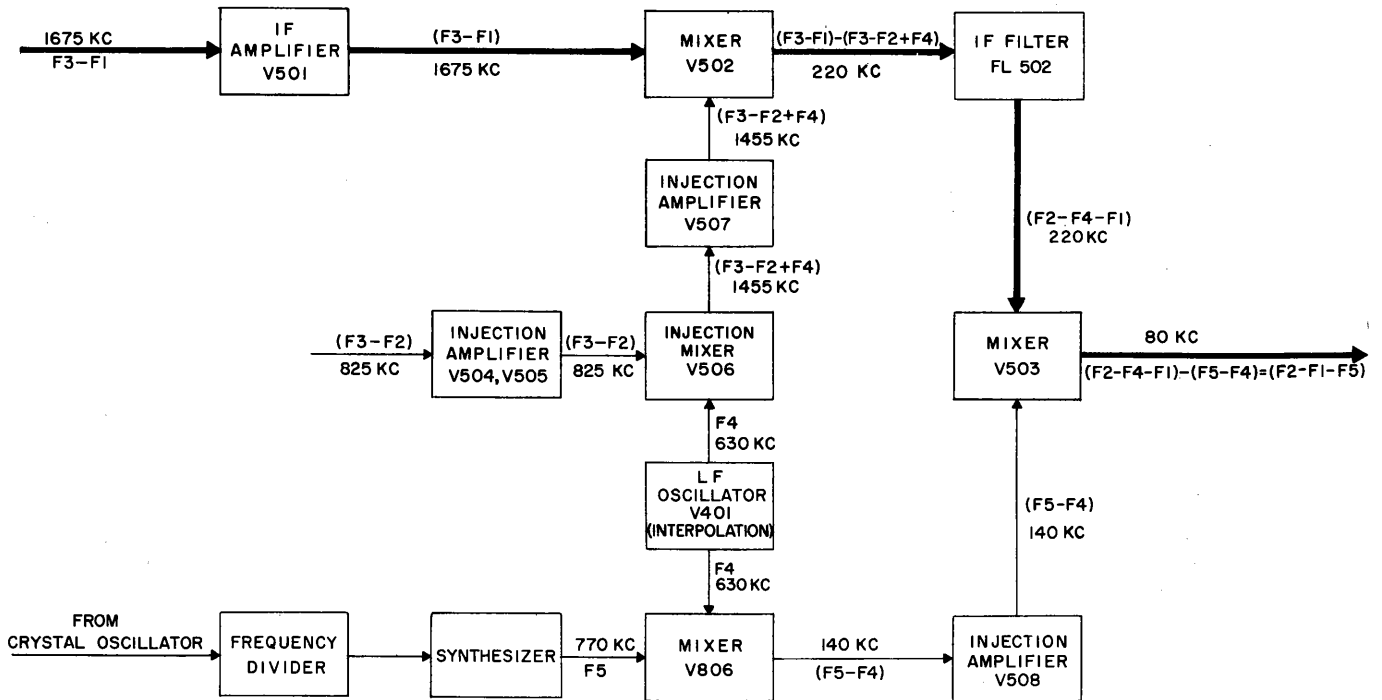 1675 KC
F3-F1
IF
AMPLIFIER
V501
(F3-F1)
1675 KC
MIXER
V502
(F3-F1)-(F3-F2+F4)
220 KC
IF FILTER
FL 502
(F3-F2+F4)
1455 KC
INJECTION
AMPLIFIER
V507
(F2-F4-F1)
220 KC
(F3-F2+F4)
1455 KC
(F3-F2)
825 KC
INJECTION
AMPLIFIER
V504, V505
(F3-F2)
825 KC
INJECTION
MIXER
V506
MIXER
V503
80 KC
(F2-F4-F1)-(F5-F4)=(F2-F1-F5)
F4
630 KC
LF
OSCILLATOR
V401
(INTERPOLATION)
(F5-F4)
140 KC
F4
630 KC
FROM
CRYSTAL OSCILLATOR
FREQUENCY
DIVIDER
SYNTHESIZER
770 KC
F5
MIXER
V806
140 KC
(F5-F4)
INJECTION
AMPLIFIER
V508